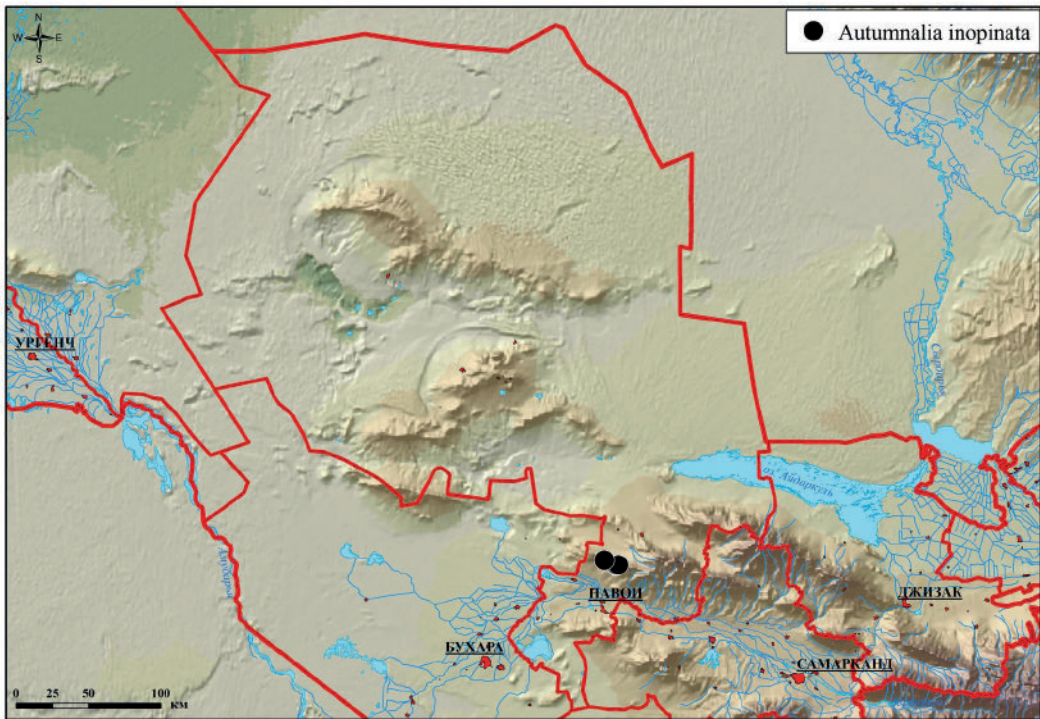 N
W E
S
Autumnalia inopinata
УРГЕНЧ
Сырдарья
оз. Айдаркуль
Амударья
НАВОИ
ДЖИЗАК
БУХАРА
САМАРКАНД
0 25 50 100
КМ